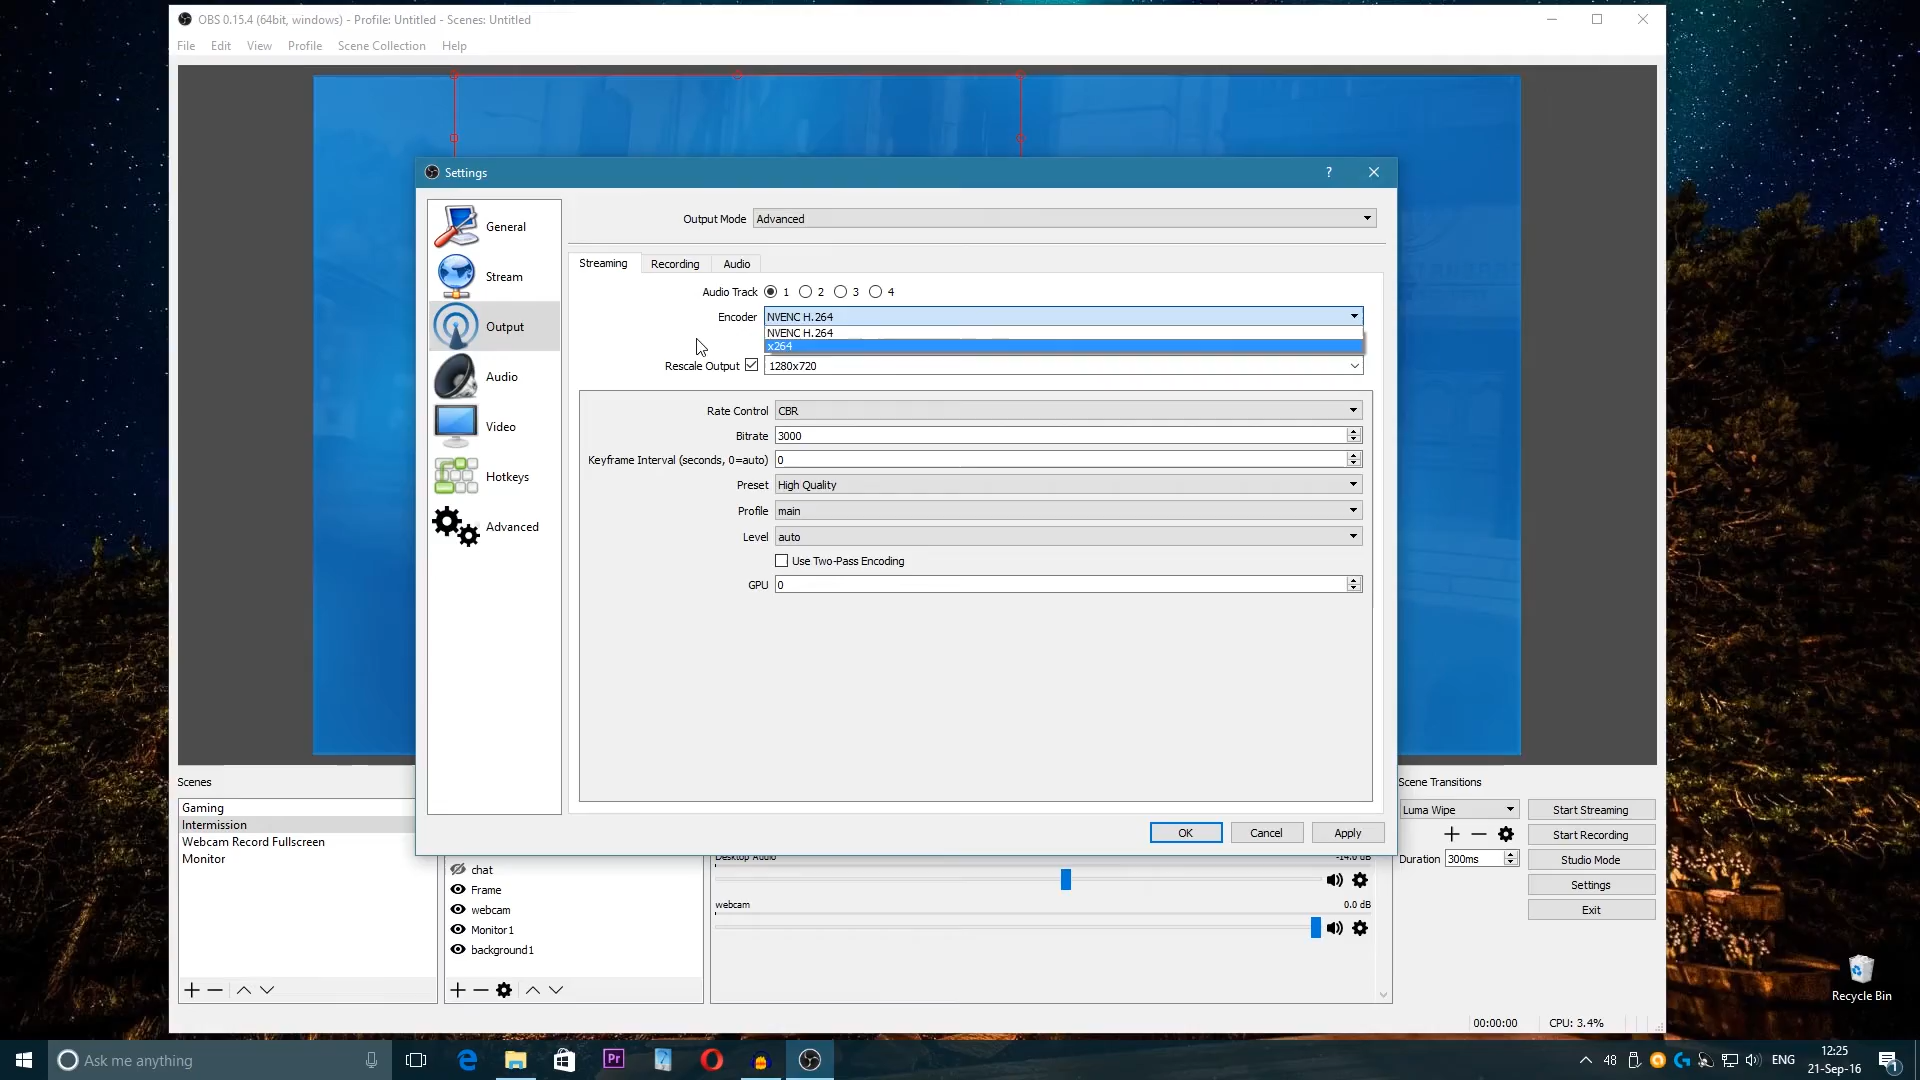 OBS 0.15.4 (64bit, windows) - Profile: Untitled - Scenes: Untitled
File Edit View Profile Scene Collection Help
Settings
?
General
Stream
Output
Audio
Video
Hotkeys
Advanced
Output Mode Advanced
Streaming Recording Audio
Audio Track 1 2 3 4
Encoder NVENC H.264
NVENC H.264
x264
Rescale Output 1280x720
Rate Control CBR
Bitrate 3000
Keyframe Interval (seconds, 0=auto) 0
Preset High Quality
Profile main
Level auto
Use Two-Pass Encoding
GPU 0
OK Cancel Apply
Scenes
Gaming
Intermission
Webcam Record Fullscreen
Monitor
chat
Frame
webcam
Monitor1
background1
Desktop Audio -14.0 dB
webcam 0.0 dB
Scene Transitions
Luma Wipe
Duration 300ms
Start Streaming
Start Recording
Studio Mode
Settings
Exit
00:00:00 CPU: 3.4%
Recycle Bin
Ask me anything
Pr
48
ENG
12:25
21-Sep-16
1